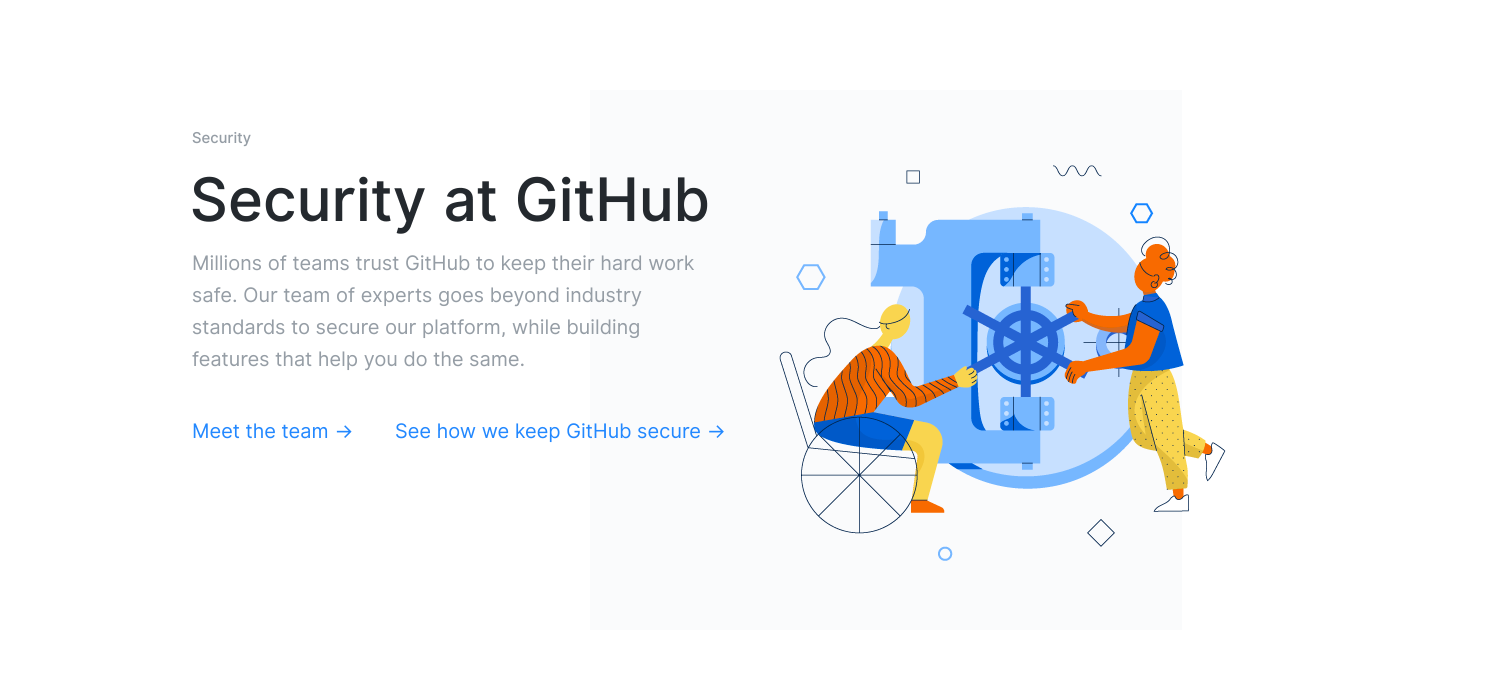 Security
Security at GitHub
Millions of teams trust GitHub to keep their hard work
safe. Our team of experts goes beyond industry
standards to secure our platform, while building
features that help you do the same.
Meet the team → See how we keep GitHub secure →